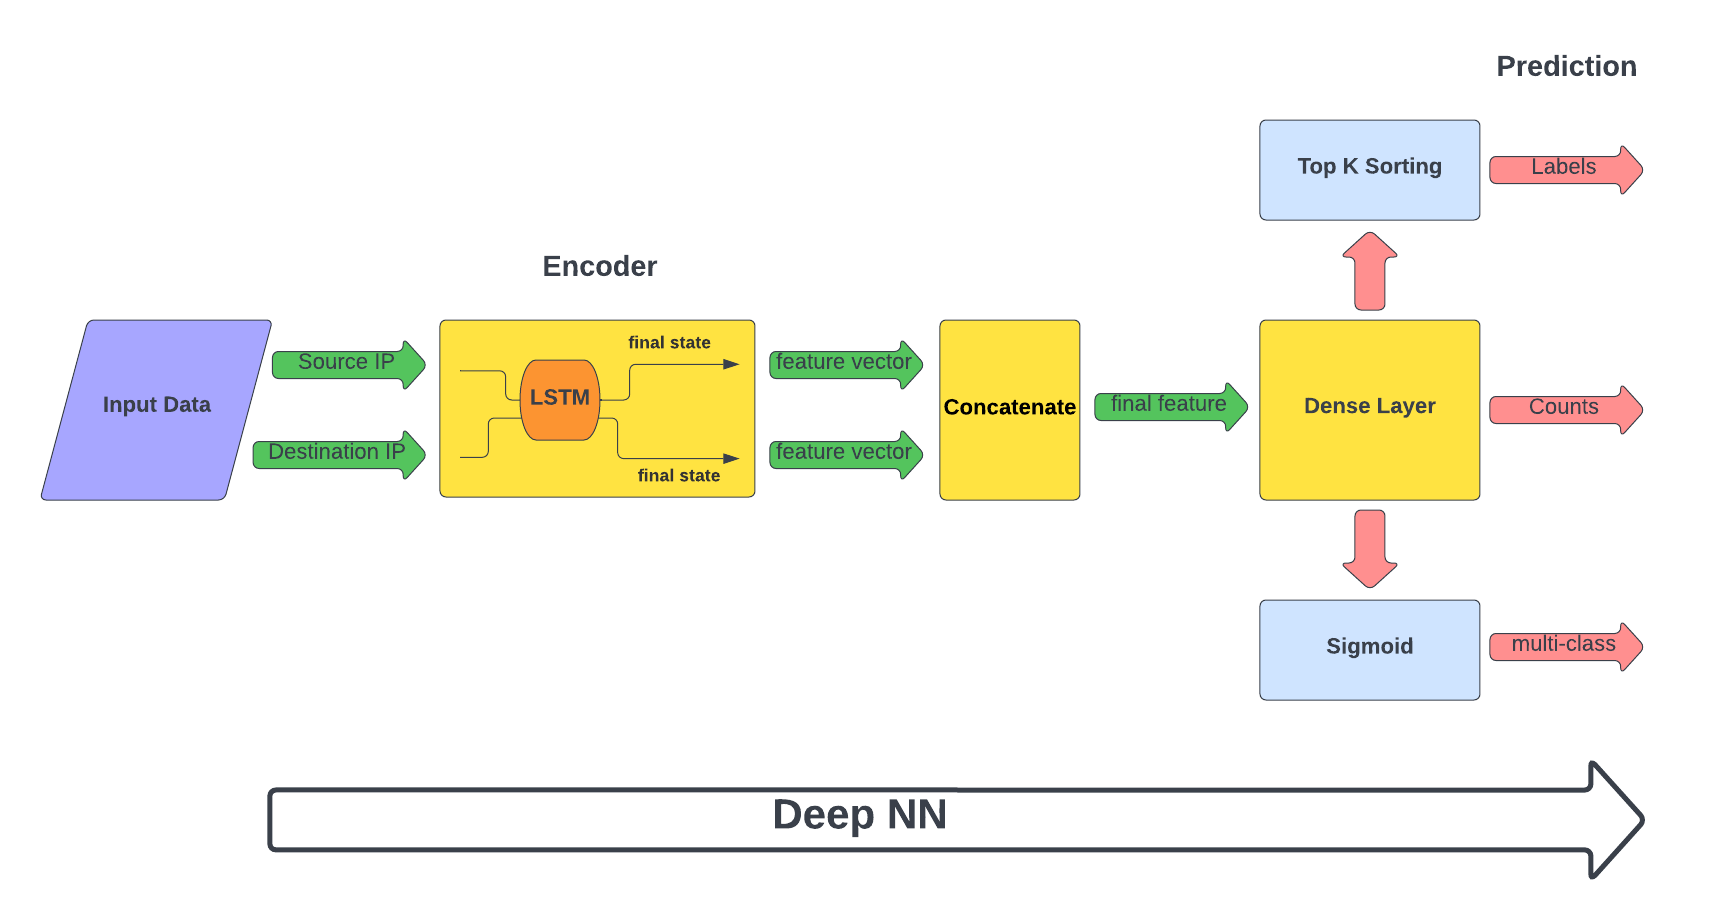 Prediction
Top K Sorting
Labels
Encoder
Input Data
Source IP
Destination IP
final state
LSTM
final state
feature vector
feature vector
Concatenate
final feature
Dense Layer
Counts
Sigmoid
multi-class
Deep NN